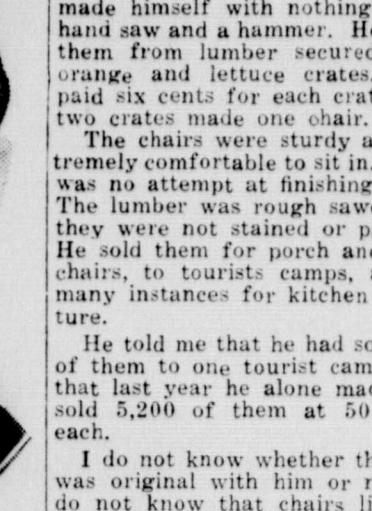 made himself with nothing
hand saw and a hammer. H
them from lumber secured
orange and lettuce crates.
paid six cents for each crat
two crates made one chair.
The chairs were sturdy a
tremely comfortable to sit in.
was no attempt at finishing
The lumber was rough saw
they were not stained or p
He sold them for porch an
chairs, to tourists camps,
many instances for kitchen
ture.
He told me that he had so
of them to one tourist cam
that last year he alone ma
sold 5,200 of them at 50
each.
I do not know whether th
was original with him or
do not know that chairs li